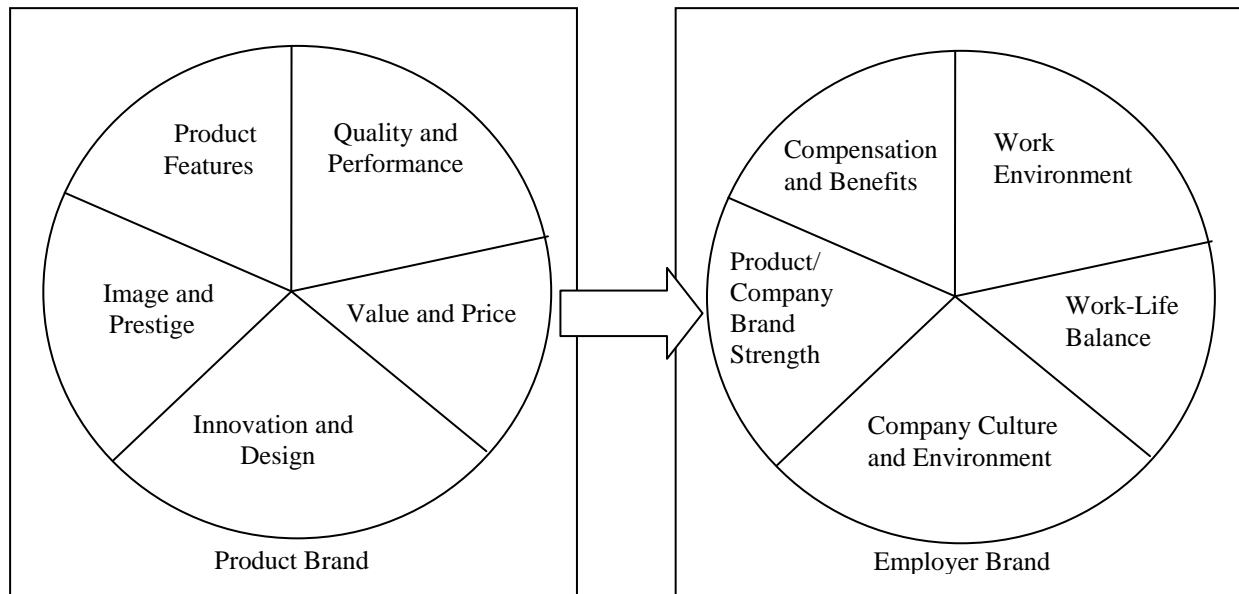 Product
Features
Quality and
Performance
Image and
Prestige
Value and Price
Innovation and
Design
Product Brand
Compensation
and Benefits
Work
Environment
Product/
Company
Brand
Strength
Work-Life
Balance
Company Culture
and Environment
Employer Brand